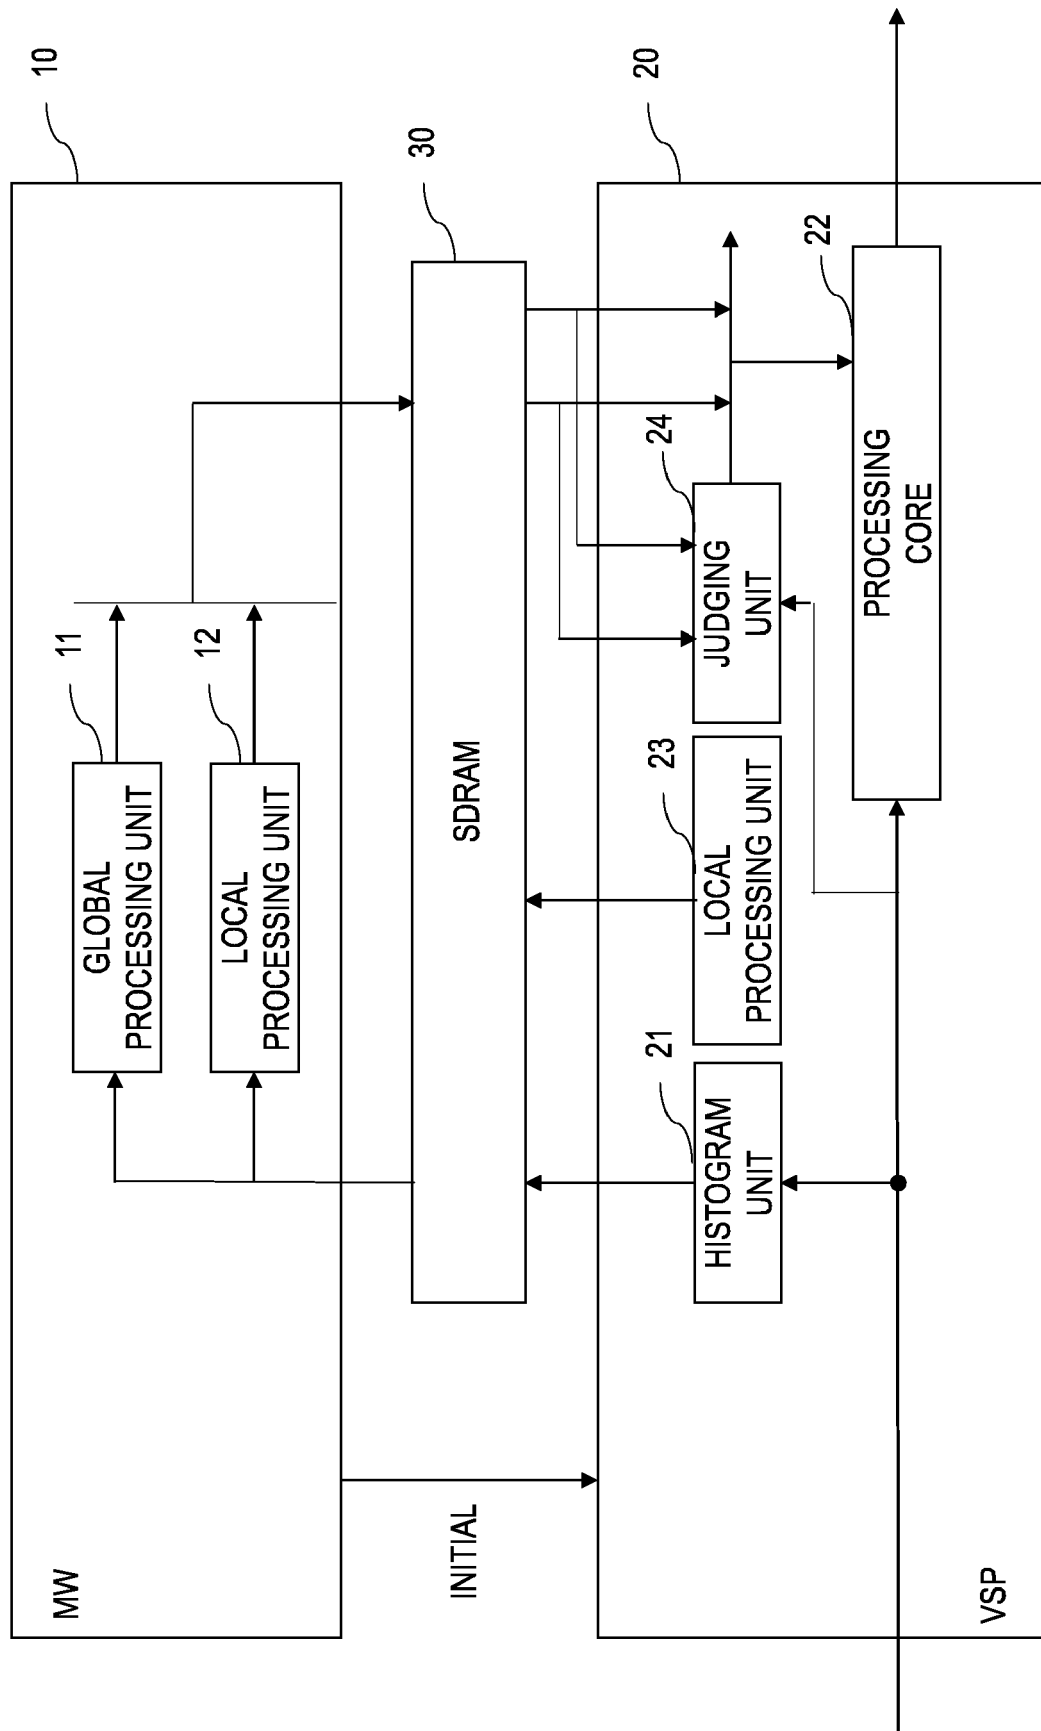 10
MW
GLOBAL
PROCESSING UNIT
11
LOCAL
PROCESSING UNIT
12
30
SDRAM
INITIAL
20
HISTOGRAM
UNIT
21
LOCAL
PROCESSING UNIT
23
JUDGING
UNIT
24
PROCESSING
CORE
22
VSP